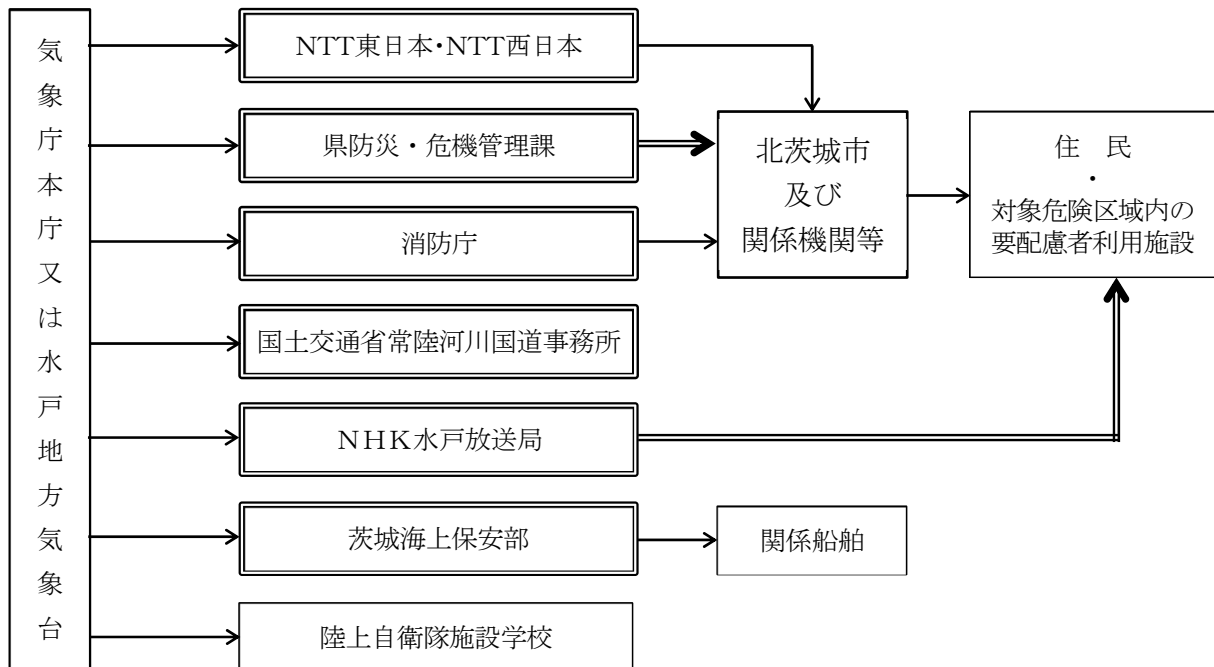 気象庁本庁又は水戸地方気象台
NTT東日本・NTT西日本
県防災・危機管理課
消防庁
国土交通省常陸河川国道事務所
NHK水戸放送局
茨城海上保安部
陸上自衛隊施設学校
北茨城市
及び
関係機関等
関係船舶
住 民
・
対象危険区域内の
要配慮者利用施設